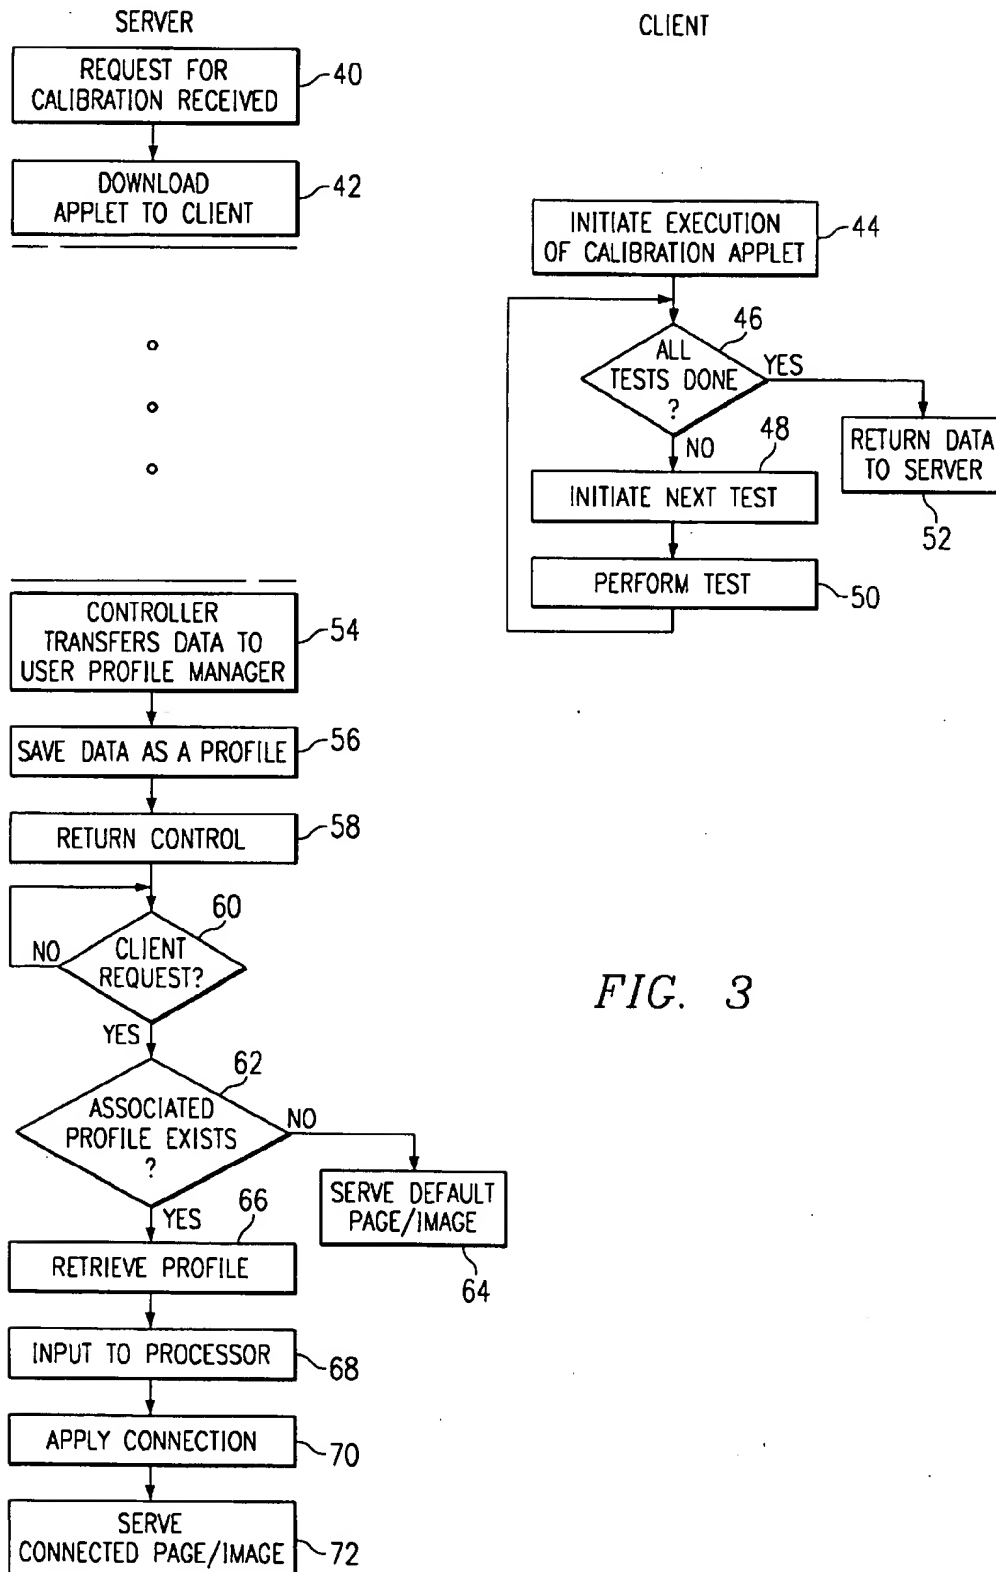 SERVER
REQUEST FOR
CALIBRATION RECEIVED
40
DOWNLOAD
APPLET TO CLIENT
42
CLIENT
INITIATE EXECUTION
OF CALIBRATION APPLET
44
ALL
TESTS DONE
?
46
YES
NO
RETURN DATA
TO SERVER
52
INITIATE NEXT TEST
48
PERFORM TEST
50
CONTROLLER
TRANSFERS DATA TO
USER PROFILE MANAGER
54
SAVE DATA AS A PROFILE
56
RETURN CONTROL
58
CLIENT
REQUEST?
60
NO
YES
ASSOCIATED
PROFILE EXISTS
?
62
NO
YES
SERVE DEFAULT
PAGE/IMAGE
64
RETRIEVE PROFILE
66
INPUT TO PROCESSOR
68
APPLY CONNECTION
70
SERVE
CONNECTED PAGE/IMAGE
72
FIG. 3